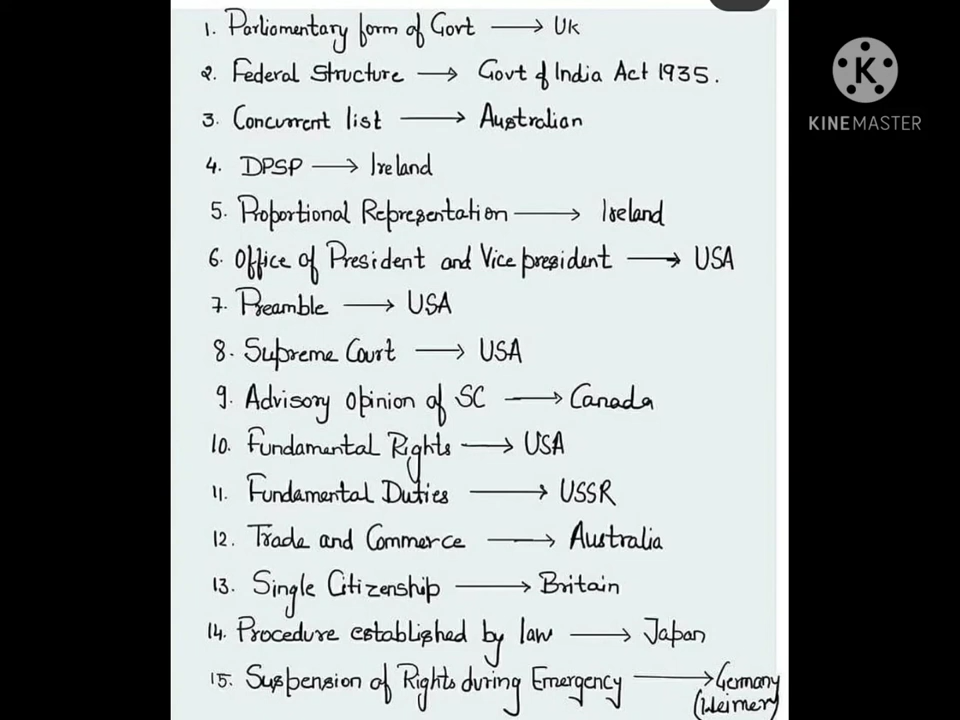 1. Parliomentary form of Govt → UK
2. Federal Structure → Govt of India Act 1935.
3. Concurrent list → Australian
4. DPSP → Ireland
5. Proportional Representation → Ireland
6. Office of President and Vice president → USA
7. Preamble → USA
8. Supreme Court → USA
9. Advisory opinion of SC → Canada
10. Fundamental Rights → USA
11. Fundamental Duties → USSR
12. Trade and Commerce → Australia
13. Single Citizenship → Britain
14. Procedure established by law → Japan
15. Suspension of Rights during Emergency → Germany
(Weimer)
K
KINEMASTER